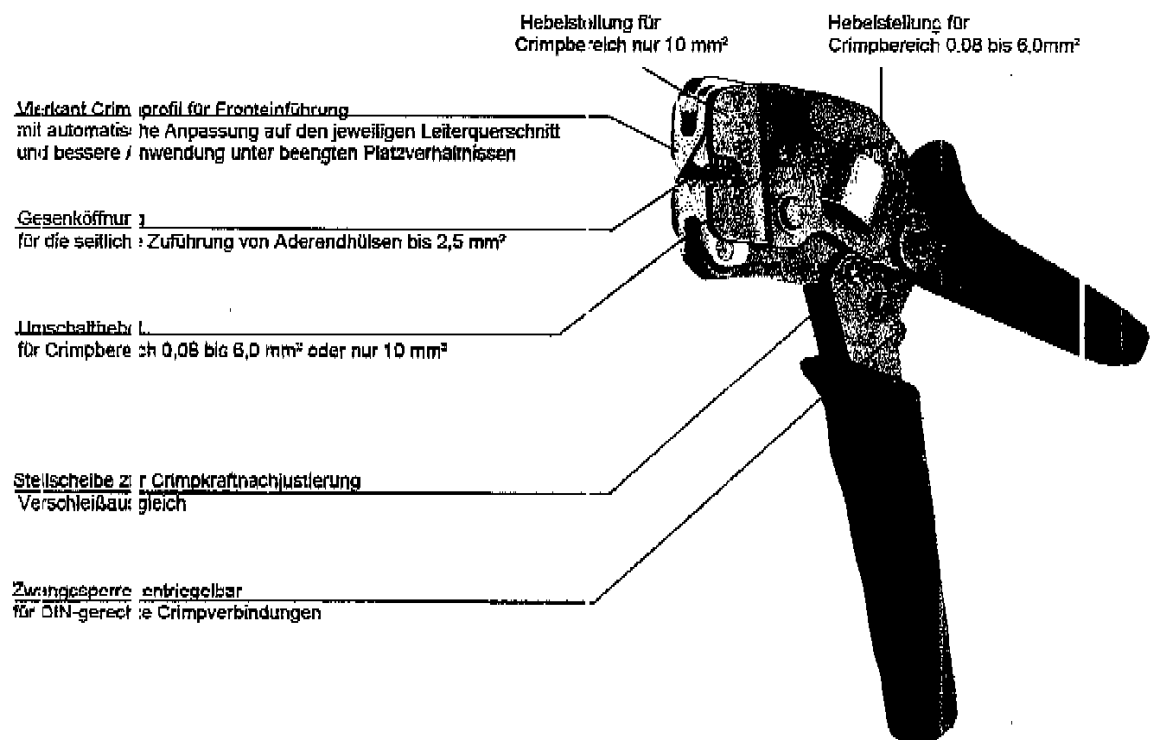 Hebelstellung für
Crimpbereich nur 10 mm²
Hebelstellung für
Crimpbereich 0,08 bis 6,0mm²
Vierkant Crimpprofil für Fronteinführung
mit automatische Anpassung auf den jeweiligen Leiterquerschnitt
und bessere Anwendung unter beengten Platzverhältnissen
Gesenköffnung
für die seitliche Zuführung von Aderendhülsen bis 2,5 mm²
Umschalthebel
für Crimpbereich 0,08 bis 6,0 mm² oder nur 10 mm²
Stellscheibe zur Crimpkraftnachjustierung
Verschleißausgleich
Zwangssperre entriegelbar
für DIN-gerechte Crimpverbindungen